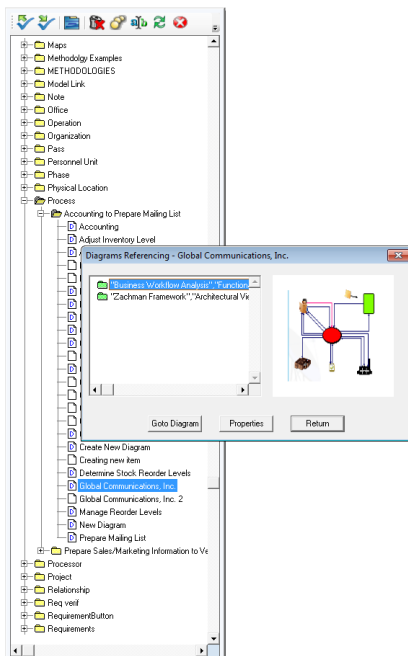 Maps
Methodolgy Examples
METHODOLOGIES
Model Link
Note
Office
Operation
Organization
Pass
Personnel Unit
Phase
Physical Location
Process
Accounting to Prepare Mailing List
Accounting
Adjust Inventory Level
Diagrams Referencing - Global Communications, Inc.
"Business Workflow Analysis","Function
"Zachman Framework","Architectural Vie
Goto Diagram Properties Return
Create New Diagram
Creating new item
Determine Stock Reorder Levels
Global Communications, Inc.
Global Communications, Inc. 2
Manage Reorder Levels
New Diagram
Prepare Mailing List
Prepare Sales/Marketing Information to Ve
Processor
Project
Relationship
Req verif
RequirementButton
Requirements